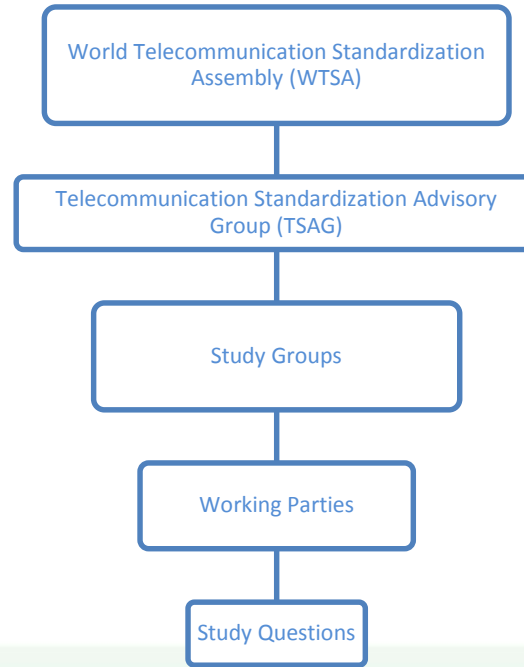 World Telecommunication Standardization
Assembly (WTSA)
Telecommunication Standardization Advisory
Group (TSAG)
Study Groups
Working Parties
Study Questions